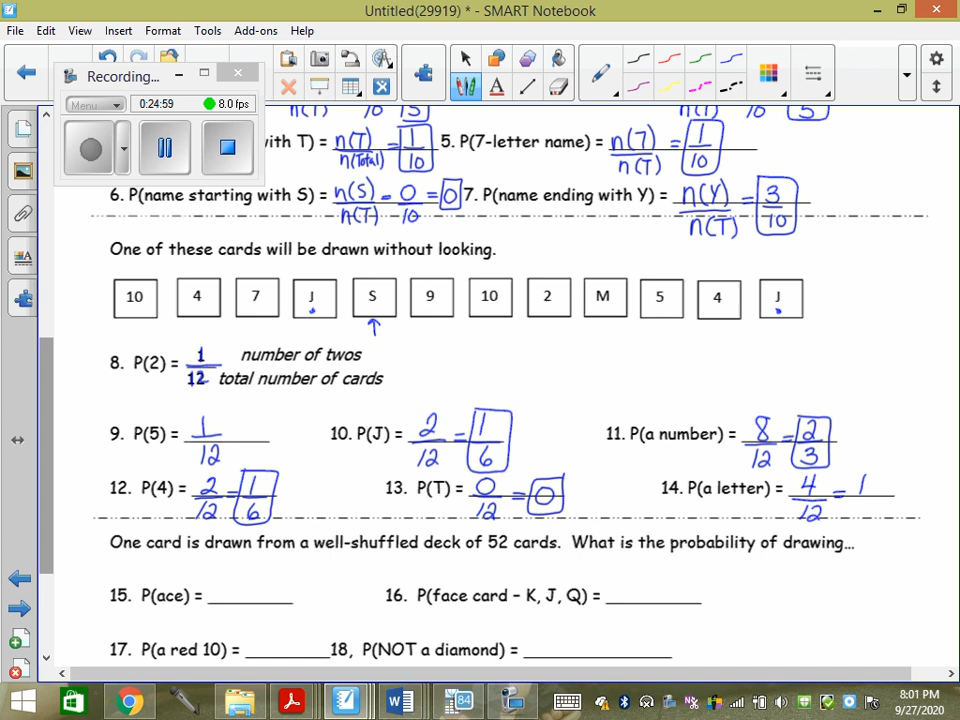 Untitled(29919) * - SMART Notebook
File Edit View Insert Format Tools Add-ons Help
Recording...
Menu 0:24:59 8.0 fps
n(T) 10 15 n(T) 10 5
with T) = n(T)/n(Total) = 1/10 5. P(7-letter name) = n(7)/n(T) = 1/10
6. P(name starting with S) = n(S)/n(T) = 0/10 = 0 7. P(name ending with Y) = n(Y)/n(T) = 3/10
One of these cards will be drawn without looking.
10 4 7 J S 9 10 2 M 5 4 J
8. P(2) = 1/12 number of twos
total number of cards
9. P(5) = 1/12 10. P(J) = 2/12 = 1/6 11. P(a number) = 8/12 = 2/3
12. P(4) = 2/12 = 1/6 13. P(T) = 0/12 = 0 14. P(a letter) = 4/12 = 1
One card is drawn from a well-shuffled deck of 52 cards. What is the probability of drawing...
15. P(ace) = ________ 16. P(face card – K, J, Q) = ________
17. P(a red 10) = ________18, P(NOT a diamond) = ________
84
8:01 PM
9/27/2020